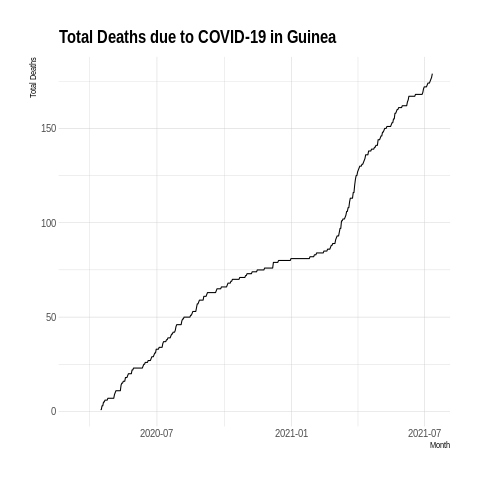 Total Deaths due to COVID-19 in Guinea
Total Deaths
150
100
50
0
2020-07 2021-01 2021-07
Month